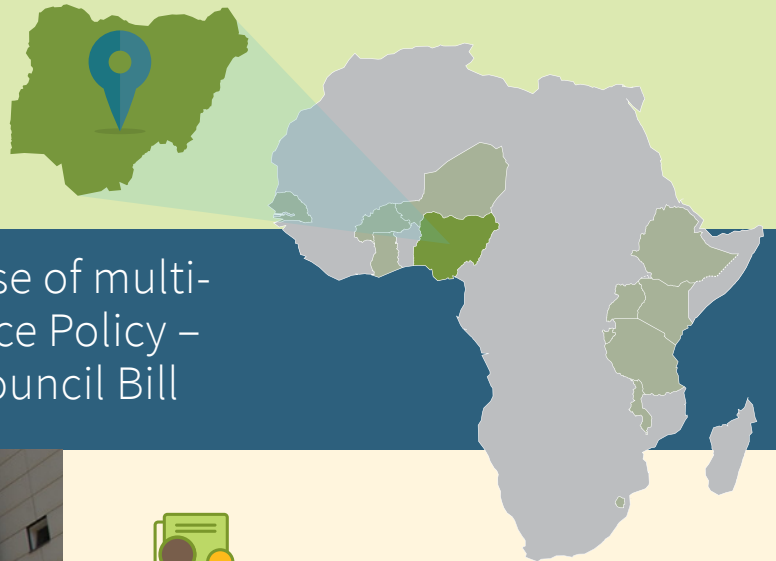 se of multi-
ce Policy –
ouncil Bill